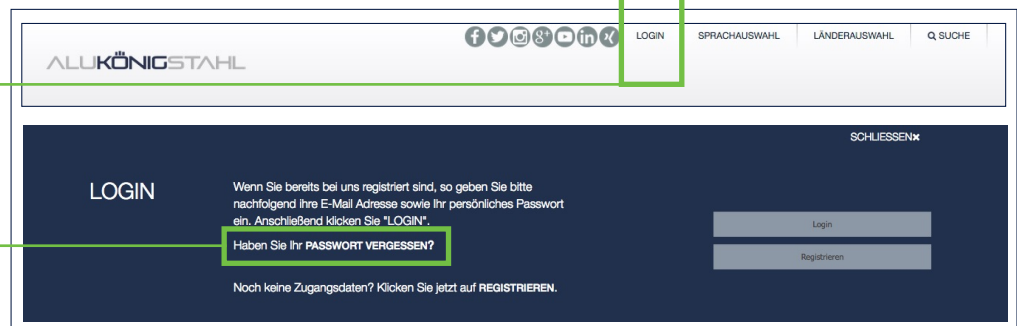 LOGIN
SPRACHAUSWAHL
LÄNDERAUSWAHL
SUCHE
ALUKÖNIGSTAHL
SCHLIESSEN×
LOGIN
Wenn Sie bereits bei uns registriert sind, so geben Sie bitte
nachfolgend ihre E-Mail Adresse sowie Ihr persönliches Passwort
ein. Anschließend klicken Sie "LOGIN".
Haben Sie Ihr PASSWORT VERGESSEN?
Noch keine Zugangsdaten? Klicken Sie jetzt auf REGISTRIEREN.
Login
Registrieren